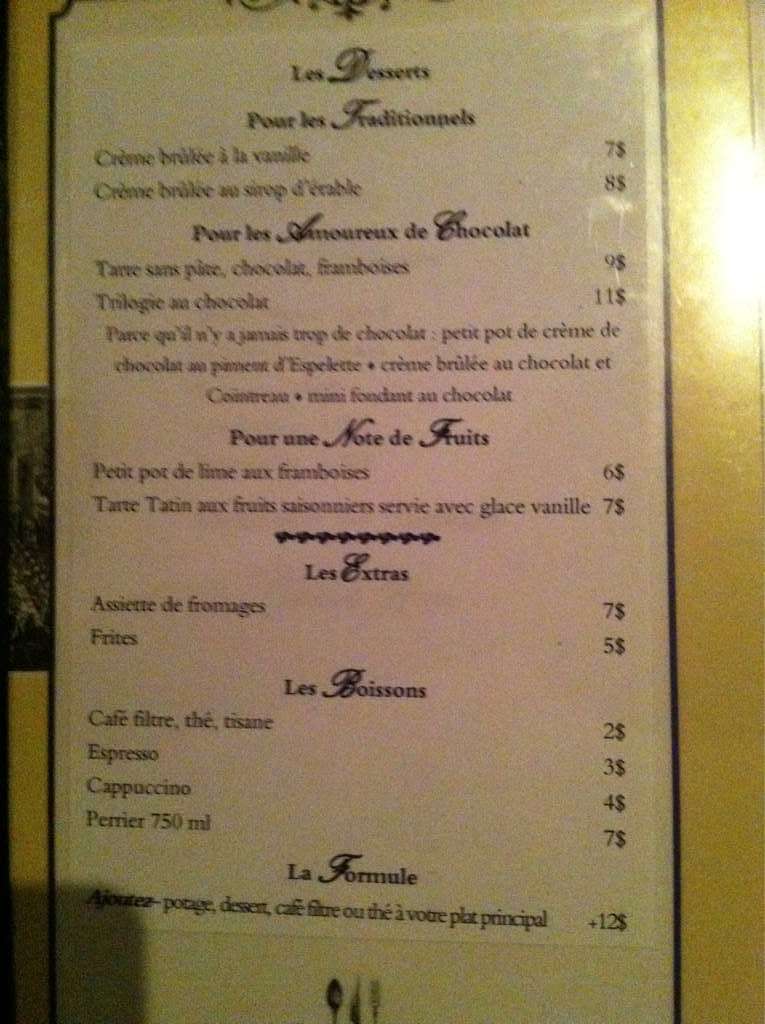 Les Desserts
Pour les Traditionnels
Crème brûlée à la vanille 7$
Crème brûlée au sirop d'érable 8$
Pour les Amoureux de Chocolat
Tarte sans pâte, chocolat, framboises 9$
Trilogie au chocolat 11$
Parce qu'il n'y a jamais trop de chocolat : petit pot de crème de
chocolat au piment d'Espelette • crème brûlée au chocolat et
Cointreau • mini fondant au chocolat
Pour une Note de Fruits
Petit pot de lime aux framboises 6$
Tarte Tatin aux fruits saisonniers servie avec glace vanille 7$
Les Extras
Assiette de fromages 7$
Frites 5$
Les Boissons
Café filtre, thé, tisane 2$
Espresso 3$
Cappuccino 4$
Perrier 750 ml 7$
La Formule
Ajoutez- potage, dessert, café filtre ou thé à votre plat principal +12$